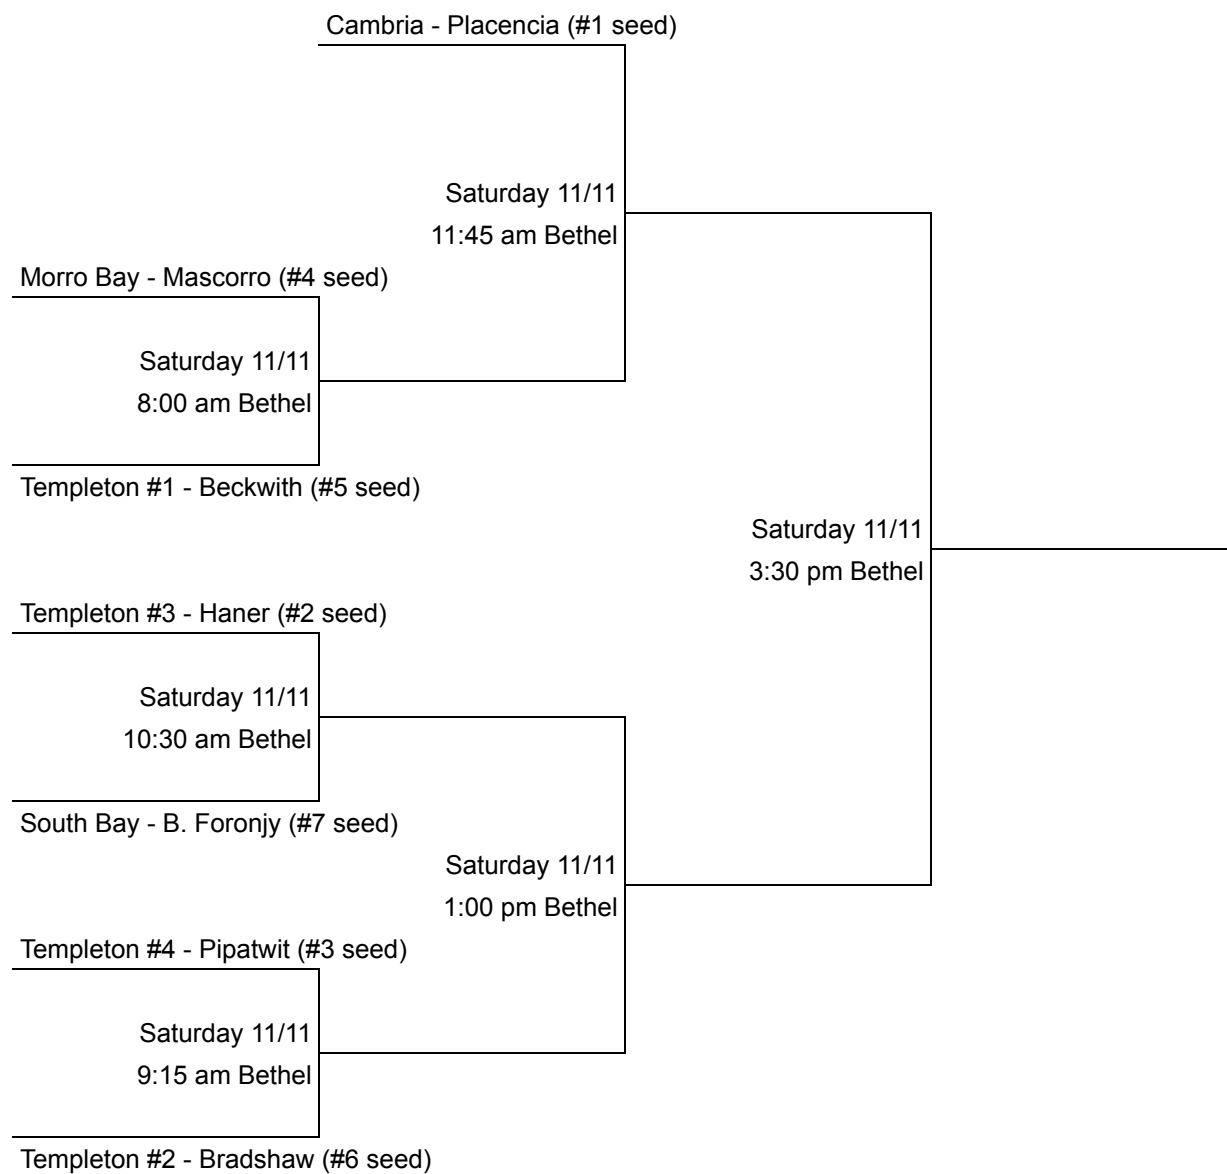 Cambria - Placencia (#1 seed)
Saturday 11/11
11:45 am Bethel
Morro Bay - Mascorro (#4 seed)
Saturday 11/11
8:00 am Bethel
Templeton #1 - Beckwith (#5 seed)
Saturday 11/11
3:30 pm Bethel
Templeton #3 - Haner (#2 seed)
Saturday 11/11
10:30 am Bethel
South Bay - B. Foronjy (#7 seed)
Saturday 11/11
1:00 pm Bethel
Templeton #4 - Pipatwit (#3 seed)
Saturday 11/11
9:15 am Bethel
Templeton #2 - Bradshaw (#6 seed)